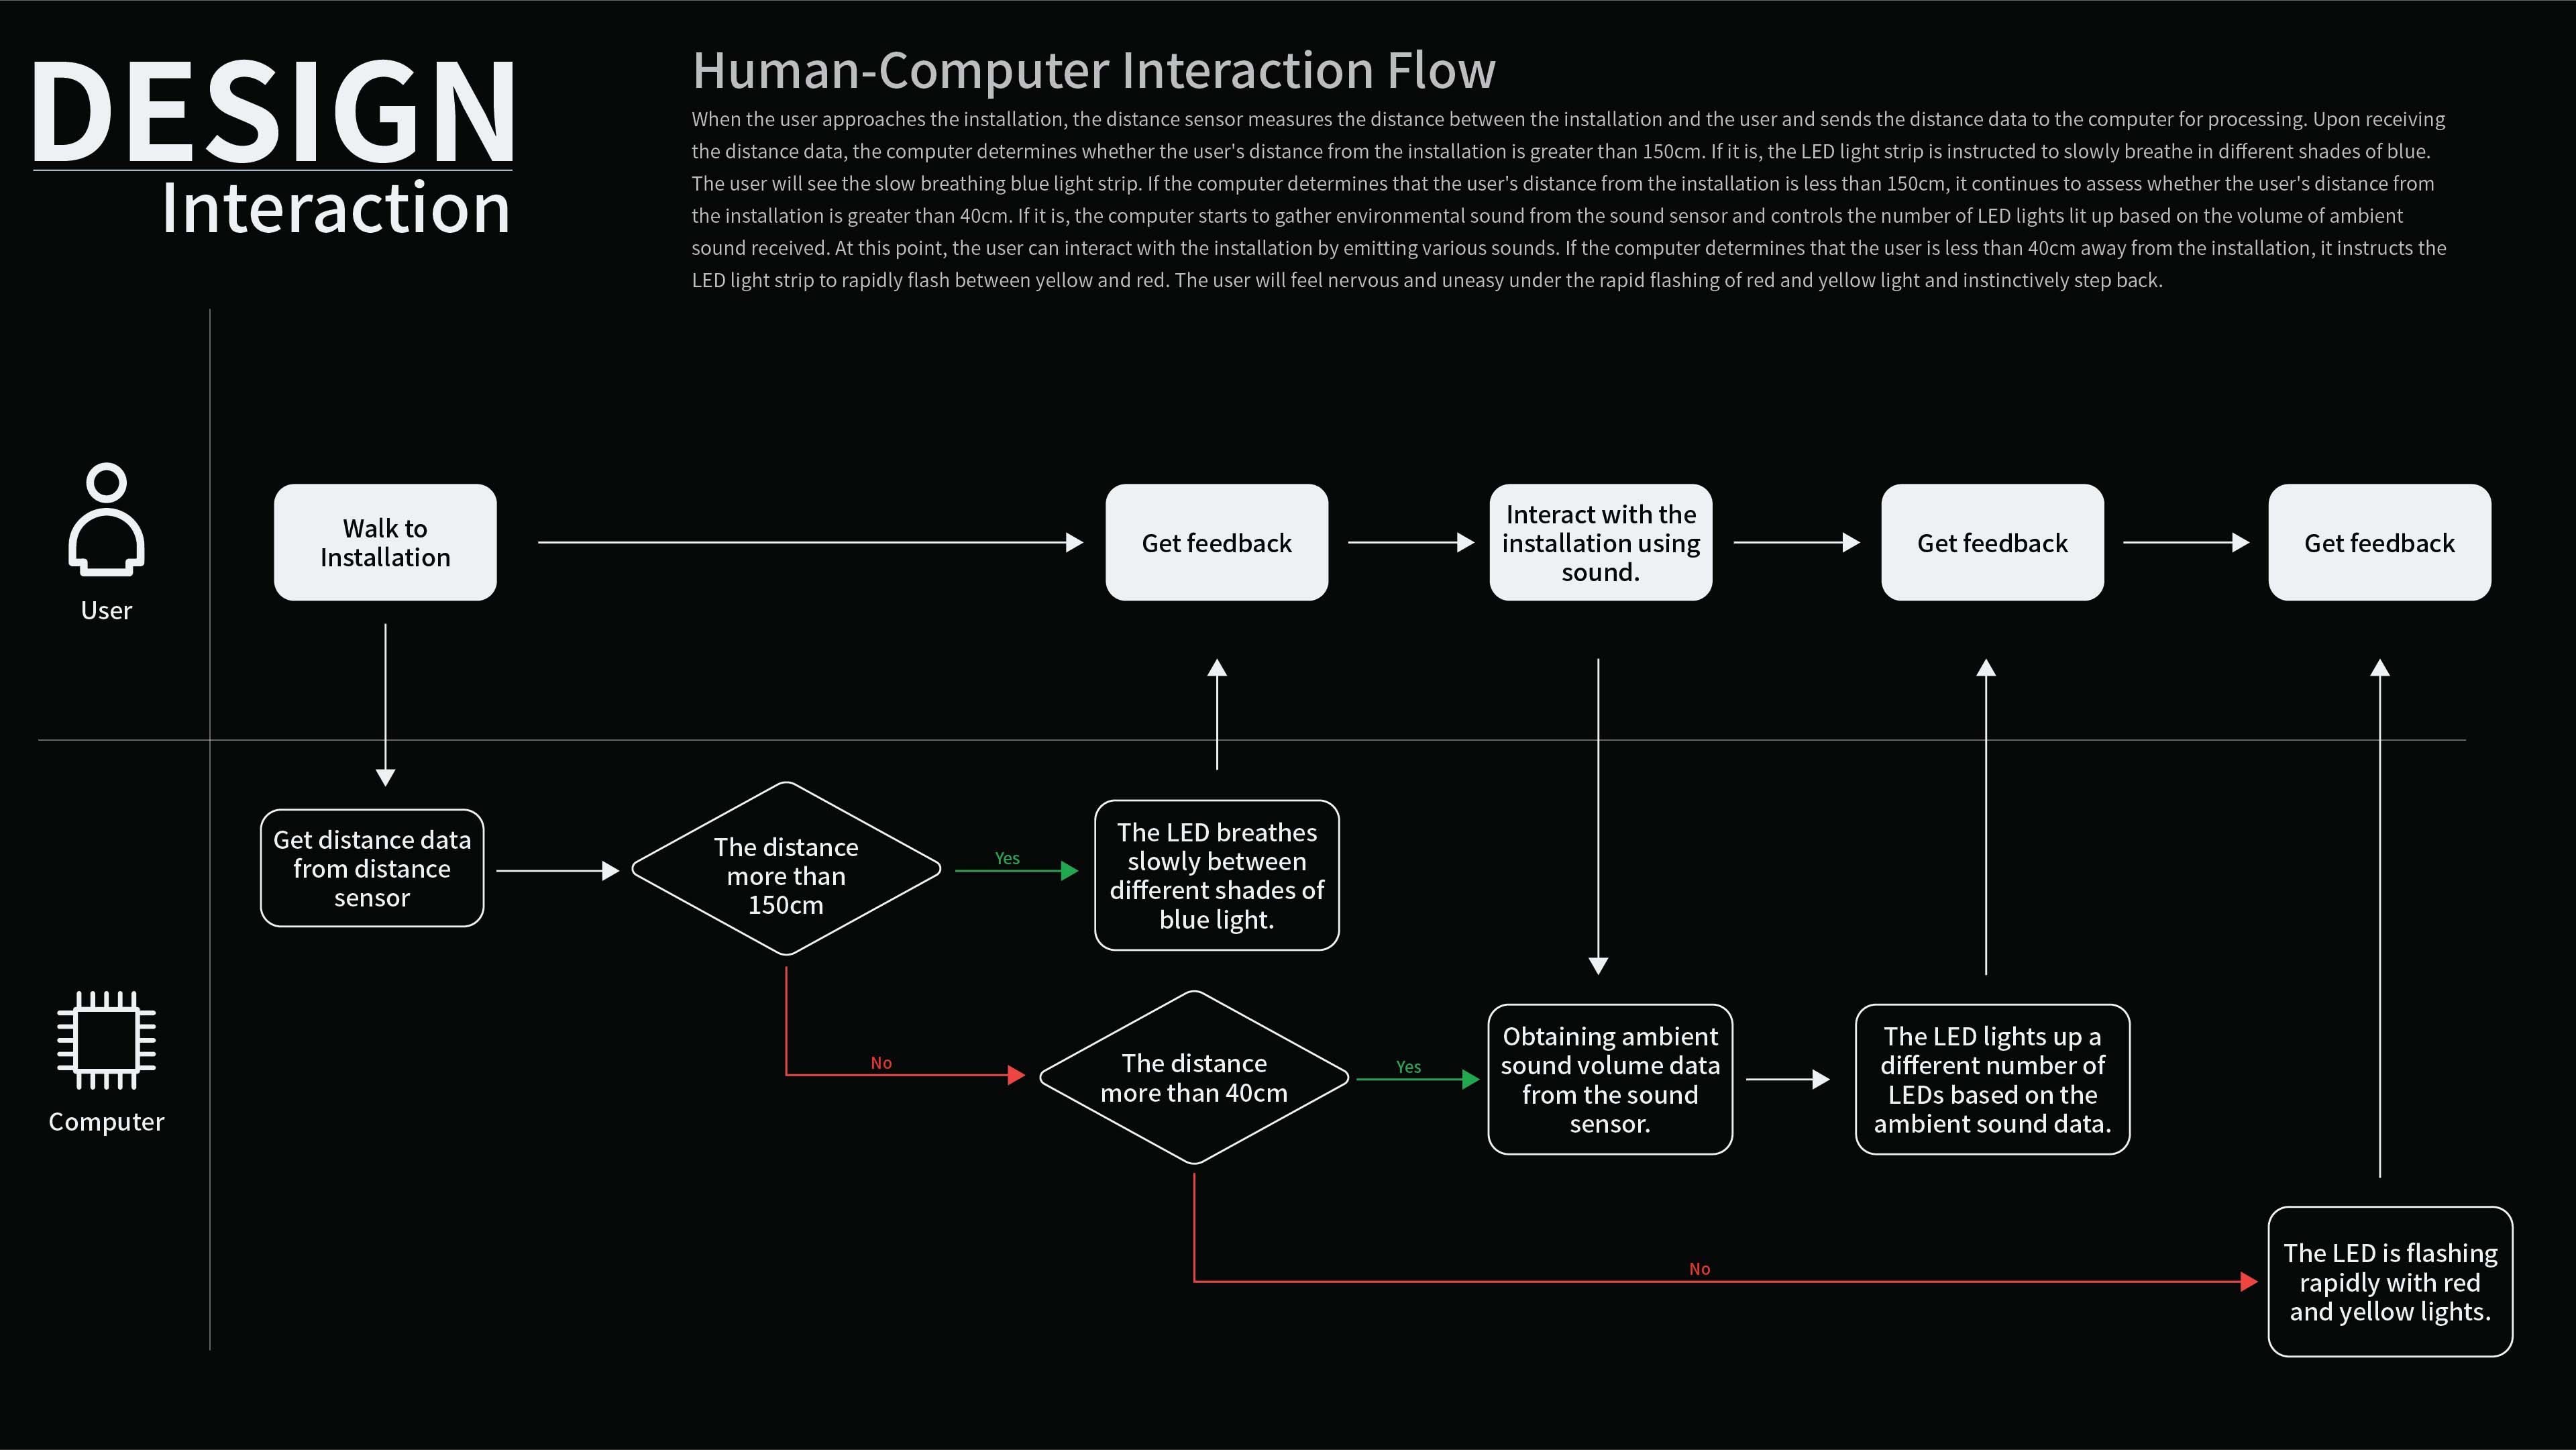 DESIGN
Interaction
Human-Computer Interaction Flow
When the user approaches the installation, the distance sensor measures the distance between the installation and the user and sends the distance data to the computer for processing. Upon receiving
the distance data, the computer determines whether the user's distance from the installation is greater than 150cm. If it is, the LED light strip is instructed to slowly breathe in different shades of blue.
The user will see the slow breathing blue light strip. If the computer determines that the user's distance from the installation is less than 150cm, it continues to assess whether the user's distance from
the installation is greater than 40cm. If it is, the computer starts to gather environmental sound from the sound sensor and controls the number of LED lights lit up based on the volume of ambient
sound received. At this point, the user can interact with the installation by emitting various sounds. If the computer determines that the user is less than 40cm away from the installation, it instructs the
LED light strip to rapidly flash between yellow and red. The user will feel nervous and uneasy under the rapid flashing of red and yellow light and instinctively step back.
User
Walk to
Installation
Get feedback
Interact with the
installation using
sound.
Get feedback
Get feedback
Computer
Get distance data
from distance
sensor
The distance
more than
150cm
Yes
The LED breathes
slowly between
different shades of
blue light.
No
The distance
more than 40cm
Yes
Obtaining ambient
sound volume data
from the sound
sensor.
The LED lights up a
different number of
LEDs based on the
ambient sound data.
No
The LED is flashing
rapidly with red
and yellow lights.